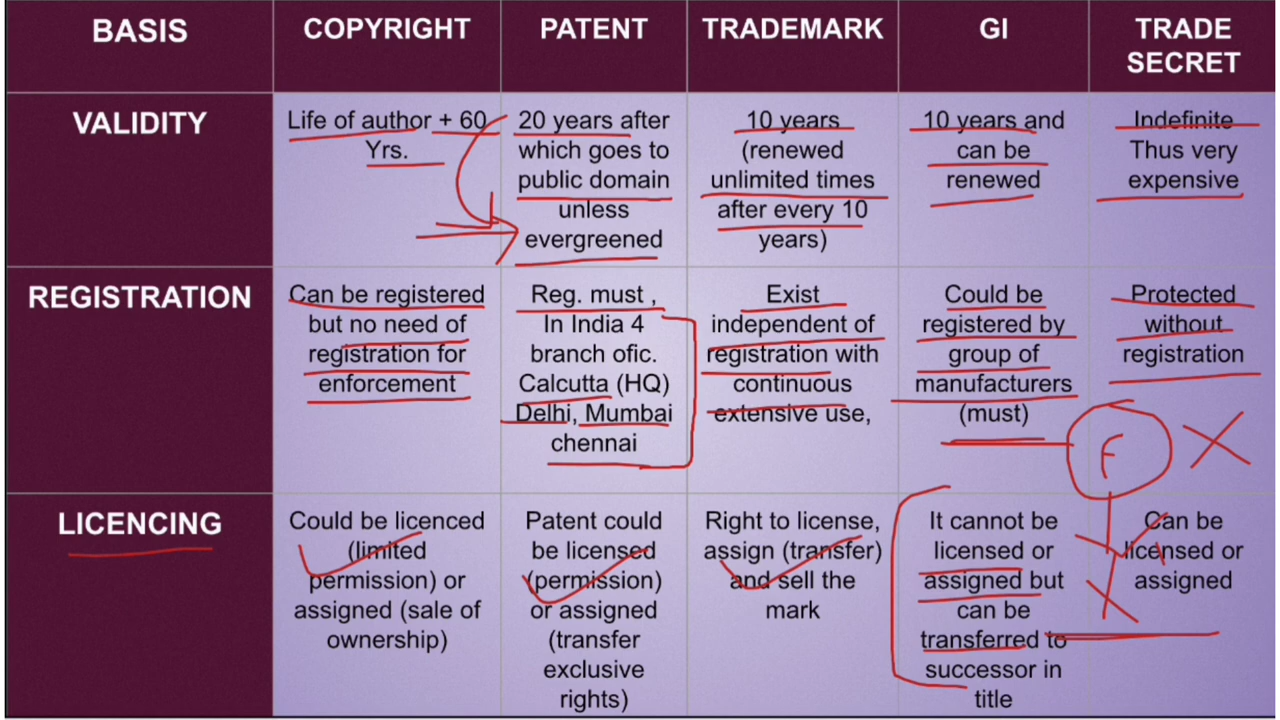 BASIS
COPYRIGHT
PATENT
TRADEMARK
GI
TRADE
SECRET
VALIDITY
Life of author + 60
Yrs.
20 years after
which goes to
public domain
unless
evergreened
10 years
(renewed
unlimited times
after every 10
years)
10 years and
can be
renewed
Indefinite
Thus very
expensive
REGISTRATION
Can be registered
but no need of
registration for
enforcement
Reg. must ,
In India 4
branch ofic.
Calcutta (HQ)
Delhi, Mumbai
chennai
Exist
independent of
registration with
continuous
extensive use,
Could be
registered by
group of
manufacturers
(must)
Protected
without
registration
F
LICENCING
Could be licenced
(limited
permission) or
assigned (sale of
ownership)
Patent could
be licensed
(permission)
or assigned
(transfer
exclusive
rights)
Right to license,
assign (transfer)
and sell the
mark
It cannot be
licensed or
assigned but
can be
transferred to
successor in
title
Can be
licensed or
assigned